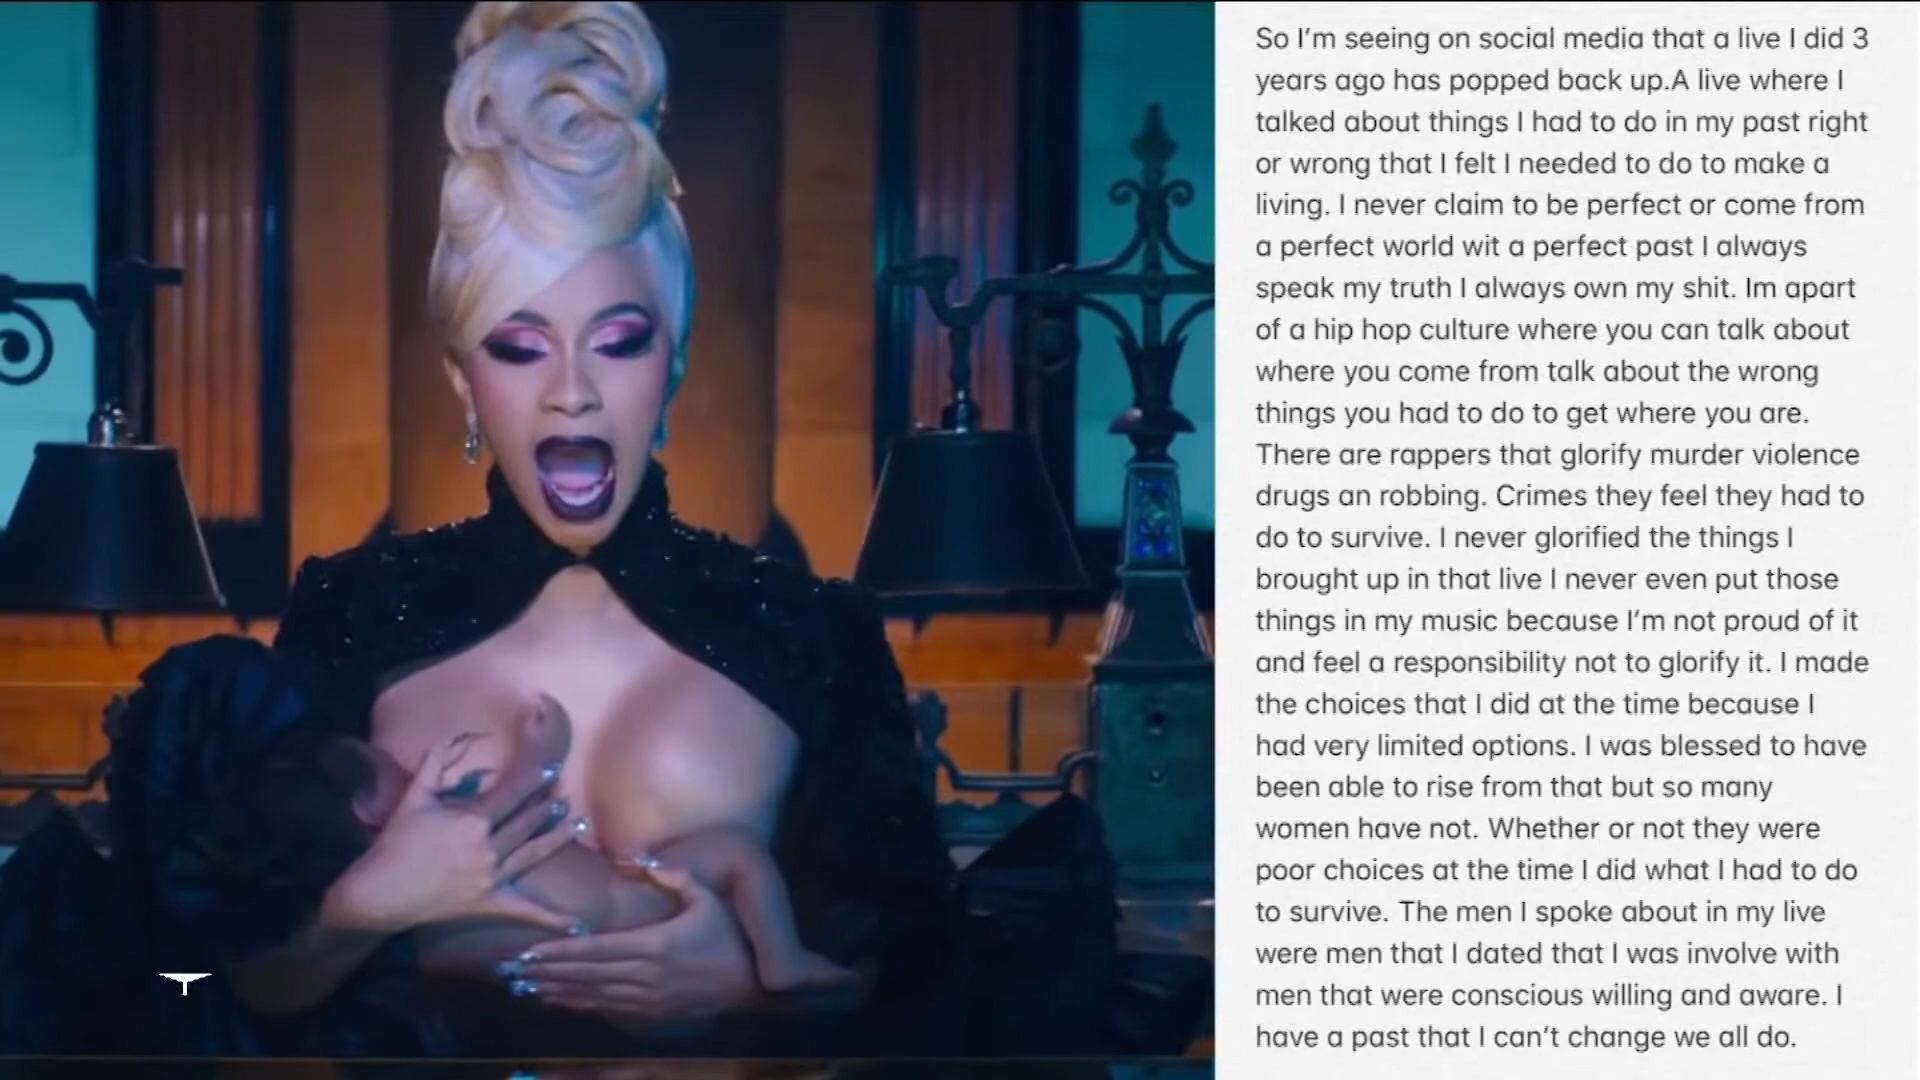 So I'm seeing on social media that a live I did 3
years ago has popped back up.A live where I
talked about things I had to do in my past right
or wrong that I felt I needed to do to make a
living. I never claim to be perfect or come from
a perfect world wit a perfect past I always
speak my truth I always own my shit. Im apart
of a hip hop culture where you can talk about
where you come from talk about the wrong
things you had to do to get where you are.
There are rappers that glorify murder violence
drugs an robbing. Crimes they feel they had to
do to survive. I never glorified the things I
brought up in that live I never even put those
things in my music because I'm not proud of it
and feel a responsibility not to glorify it. I made
the choices that I did at the time because I
had very limited options. I was blessed to have
been able to rise from that but so many
women have not. Whether or not they were
poor choices at the time I did what I had to do
to survive. The men I spoke about in my live
were men that I dated that I was involve with
men that were conscious willing and aware. I
have a past that I can't change we all do.